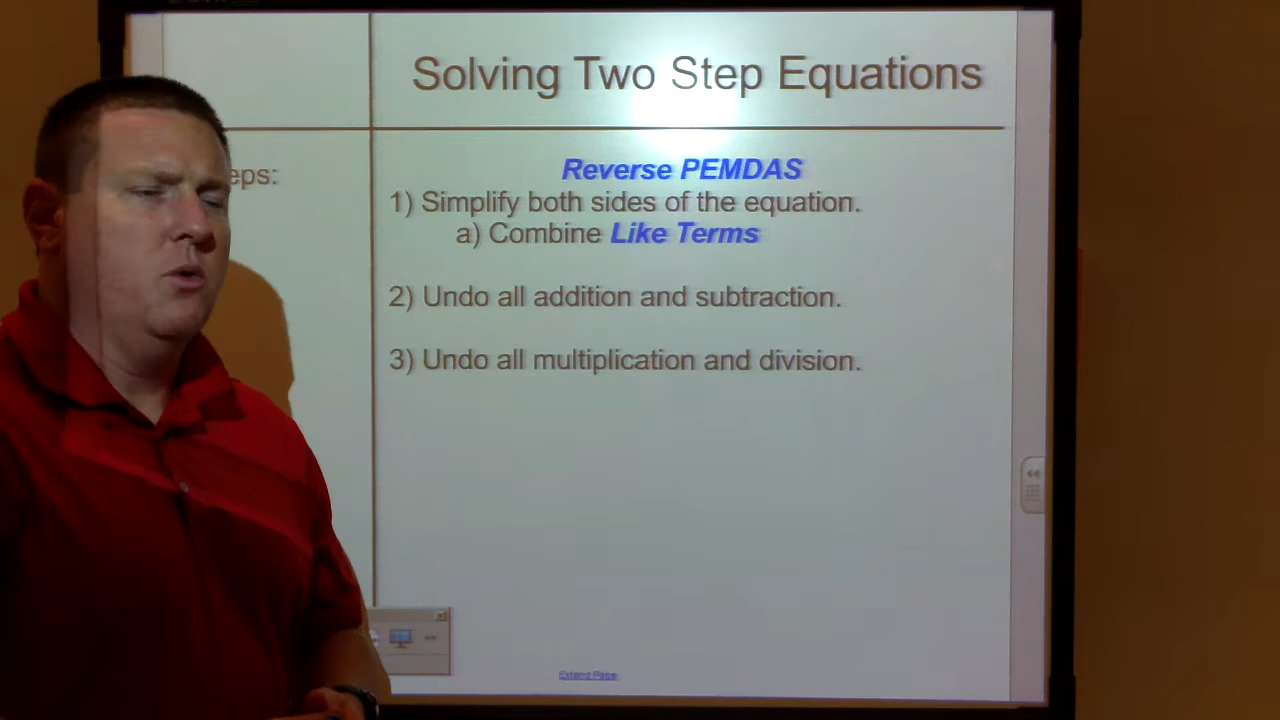 Solving Two Step Equations
eps:
Reverse PEMDAS
1) Simplify both sides of the equation.
a) Combine Like Terms
2) Undo all addition and subtraction.
3) Undo all multiplication and division.
Extend Page